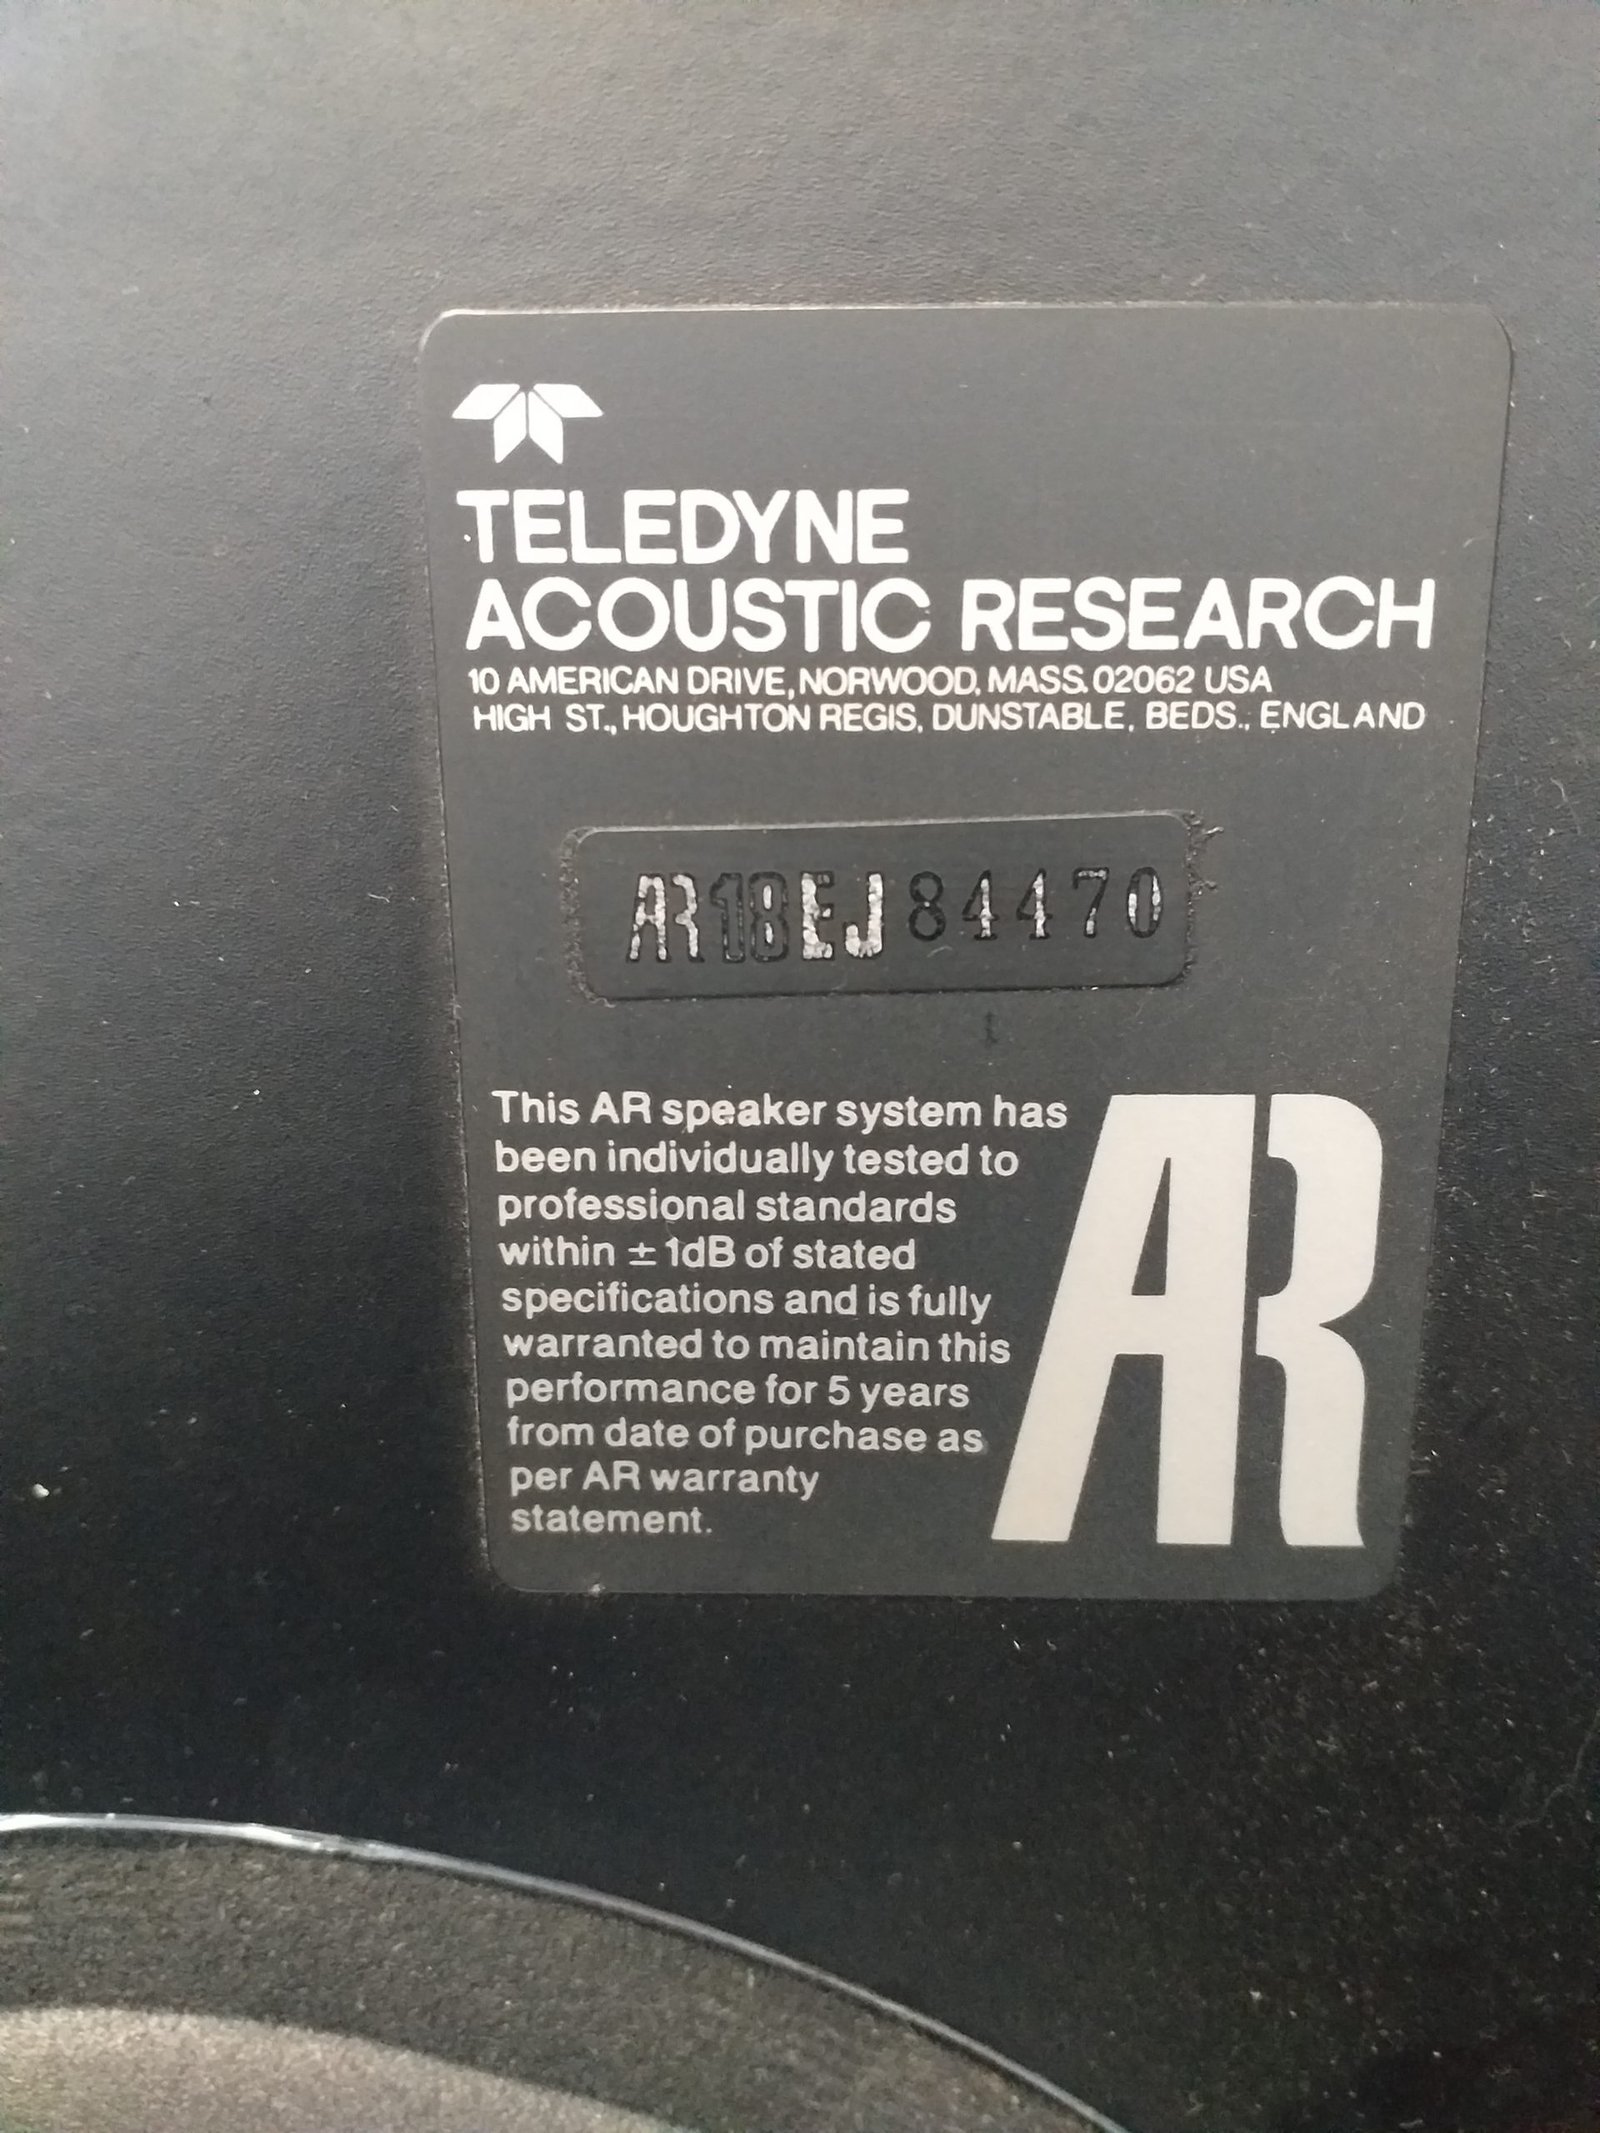 TELEDYNE
ACOUSTIC RESEARCH
10 AMERICAN DRIVE, NORWOOD, MASS. 02062 USA
HIGH ST., HOUGHTON REGIS, DUNSTABLE, BEDS., ENGLAND
AR18EJ 84470
This AR speaker system has
been individually tested to
professional standards
within ± 1dB of stated
specifications and is fully
warranted to maintain this
performance for 5 years
from date of purchase as
per AR warranty
statement.
AR